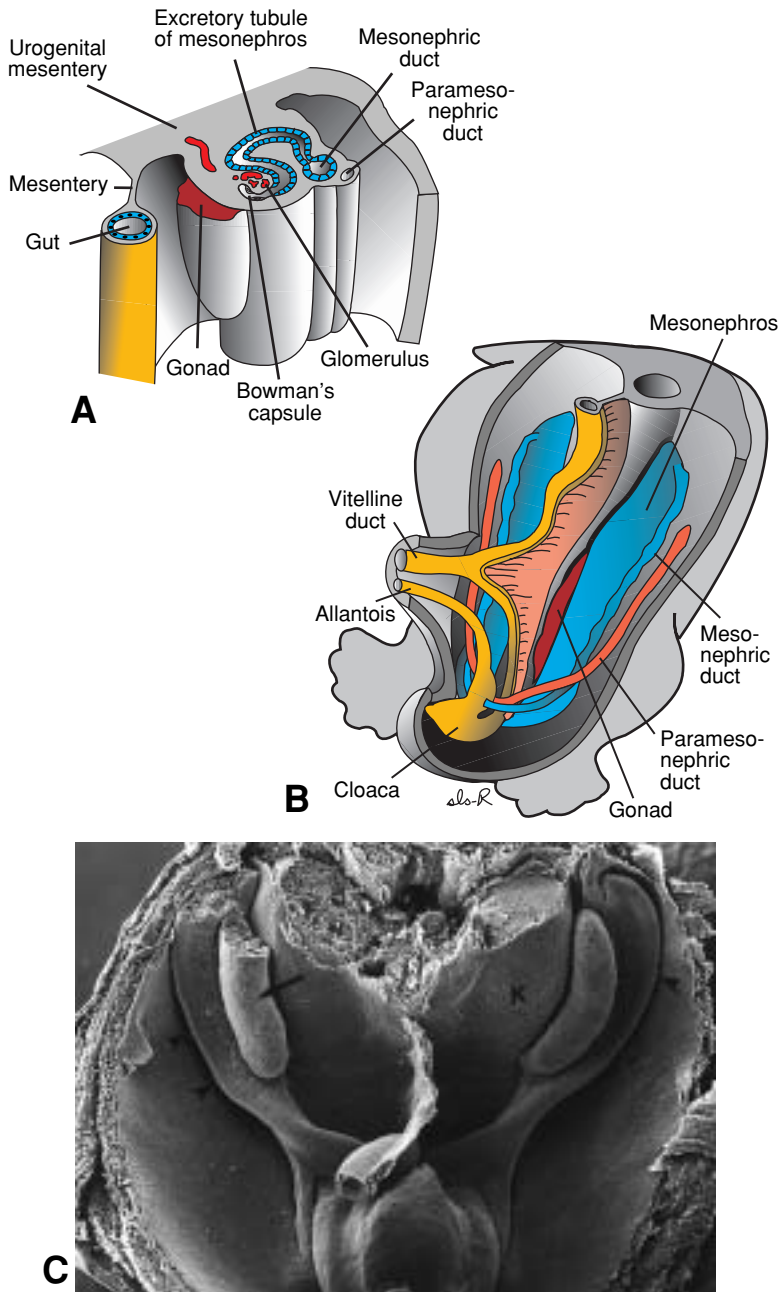 Excretory tubule
of mesonephros
Urogenital
mesentery
Mesonephric
duct
Parameso-
nephric
duct
Mesentery
Gut
Gonad
Glomerulus
Bowman's
capsule
A
Mesonephros
Vitelline
duct
Allantois
Meso-
nephric
duct
Parameso-
nephric
duct
Cloaca
Gonad
sls-R
B
K
C